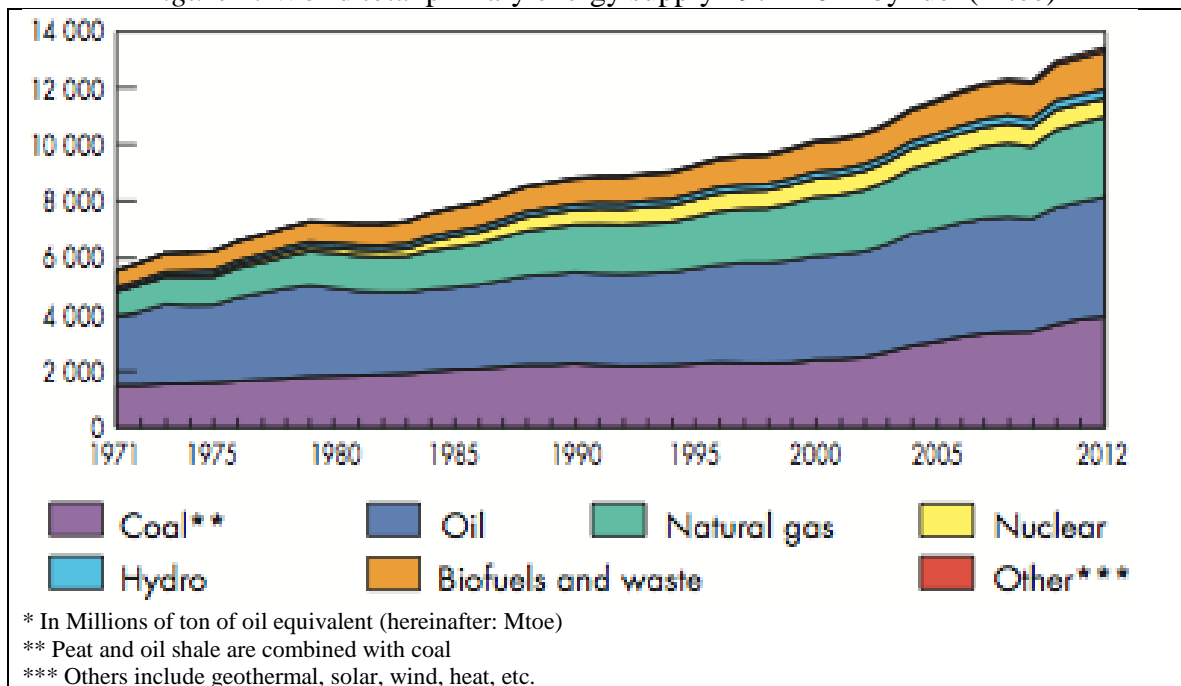 14 000
12 000
10 000
8 000
6 000
4 000
2 000
0
1971 1975 1980 1985 1990 1995 2000 2005 2012
Coal** Oil Natural gas Nuclear
Hydro Biofuels and waste Other***
* In Millions of ton of oil equivalent (hereinafter: Mtoe)
** Peat and oil shale are combined with coal
*** Others include geothermal, solar, wind, heat, etc.